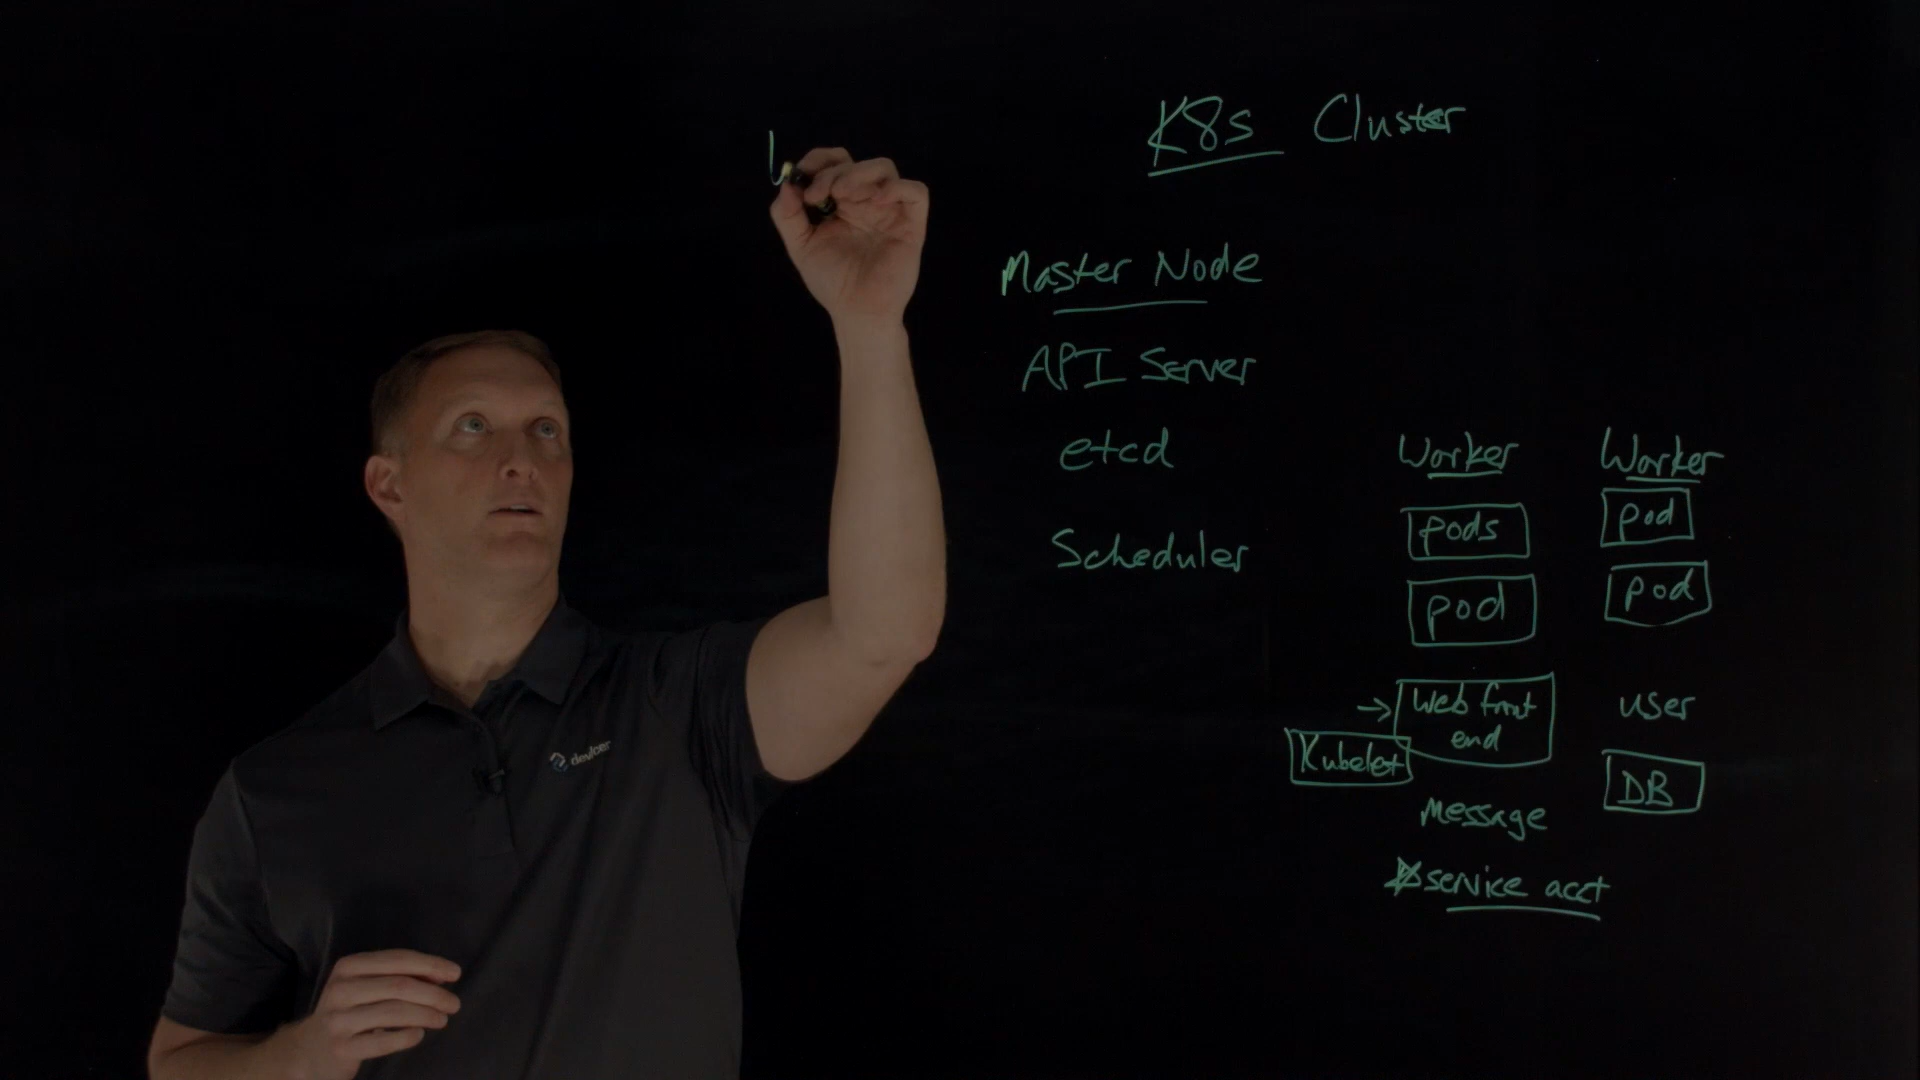 K8s Cluster
Master Node
API Server
etcd
Scheduler
Worker
pods
pod
→ Web front
end
Kubelet
Message
service acct
Worker
pod
pod
user
DB